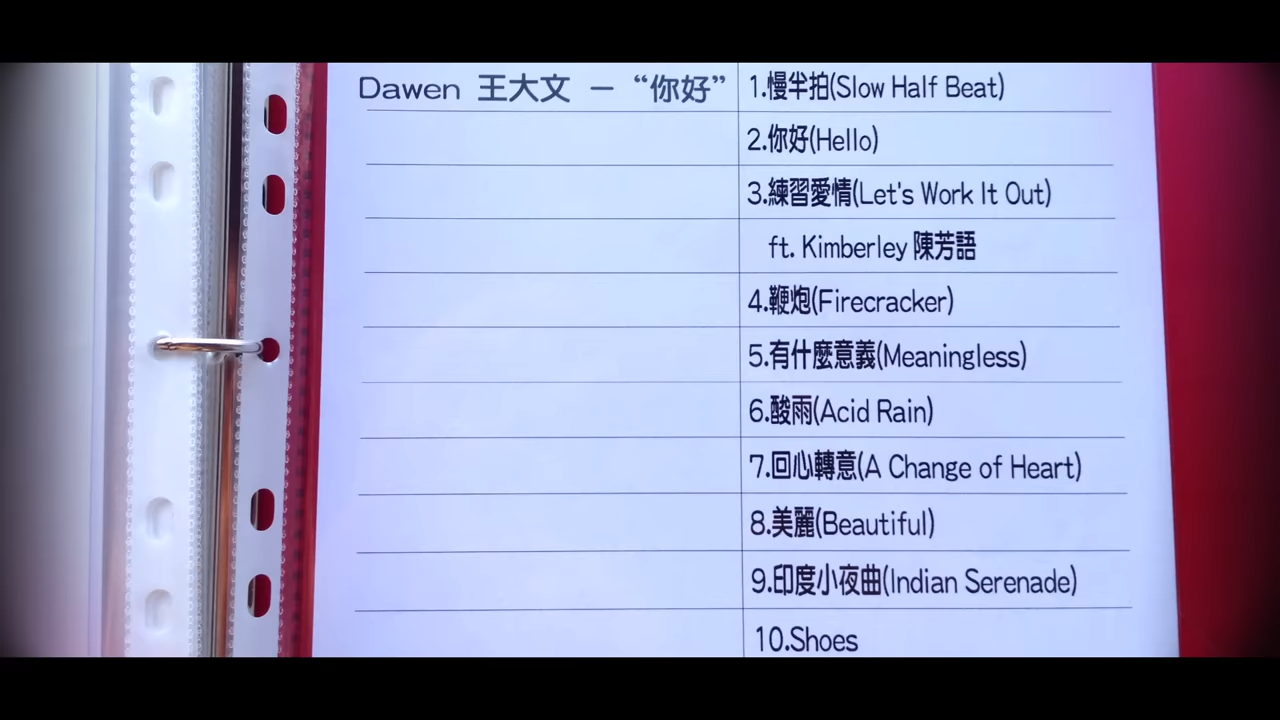 Dawen 王大文 – “你好”
1.慢半拍(Slow Half Beat)
2.你好(Hello)
3.練習愛情(Let's Work It Out)
ft. Kimberley 陳芳語
4.鞭炮(Firecracker)
5.有什麼意義(Meaningless)
6.酸雨(Acid Rain)
7.回心轉意(A Change of Heart)
8.美麗(Beautiful)
9.印度小夜曲(Indian Serenade)
10.Shoes